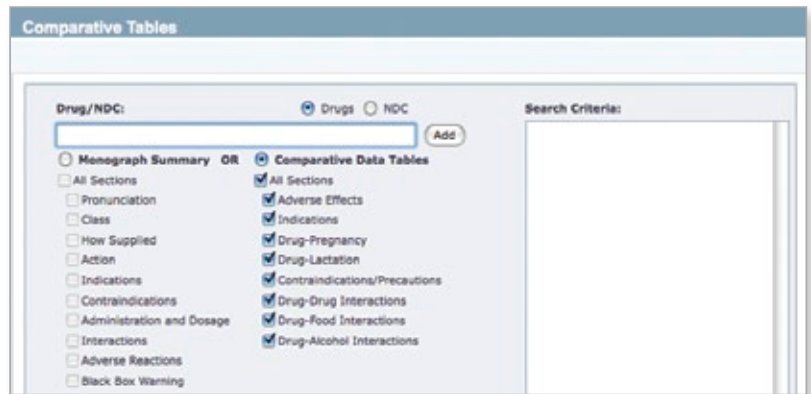 Comparative Tables
Drug/NDC: Drugs NDC Search Criteria:
Add
Monograph Summary OR Comparative Data Tables
All Sections All Sections
Pronunciation Adverse Effects
Class Indications
How Supplied Drug-Pregnancy
Action Drug-Lactation
Indications Contraindications/Precautions
Contraindications Drug-Drug Interactions
Administration and Dosage Drug-Food Interactions
Interactions Drug-Alcohol Interactions
Adverse Reactions
Black Box Warning